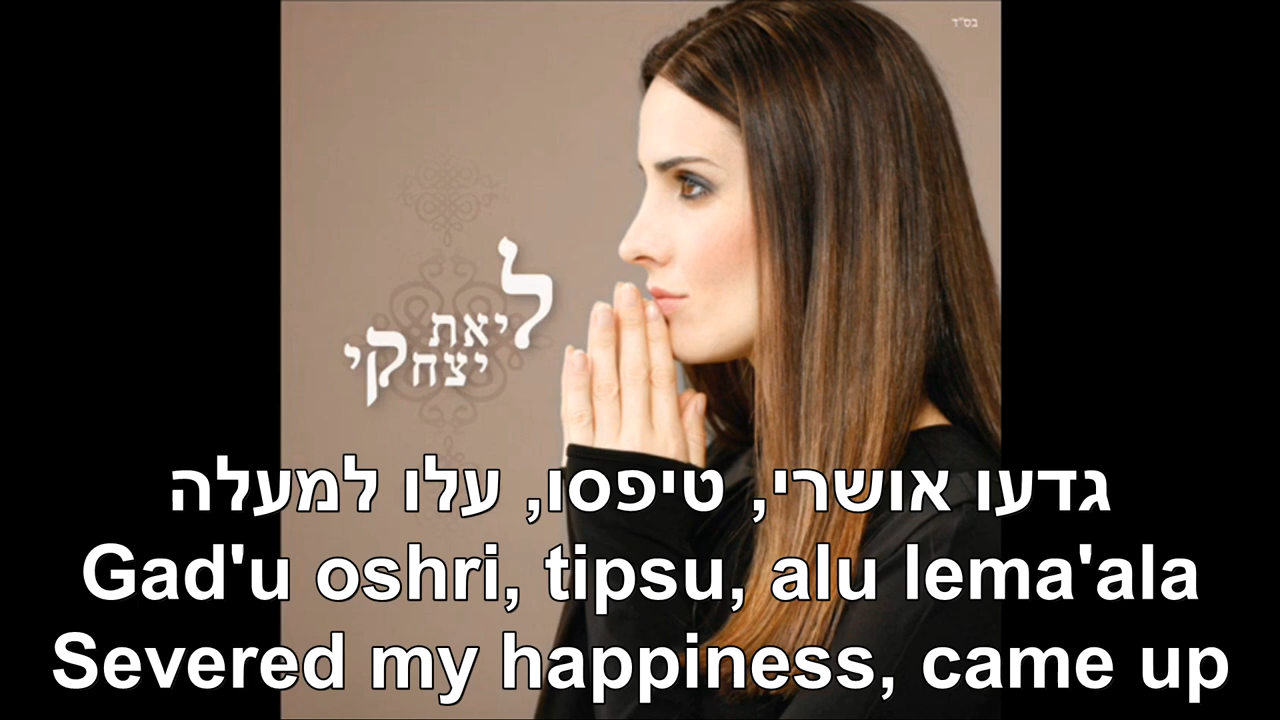 בס"ד
ליאת
יצחקי
גדעו אושרי, טיפסו, עלו למעלה
Gad'u oshri, tipsu, alu lema'ala
Severed my happiness, came up